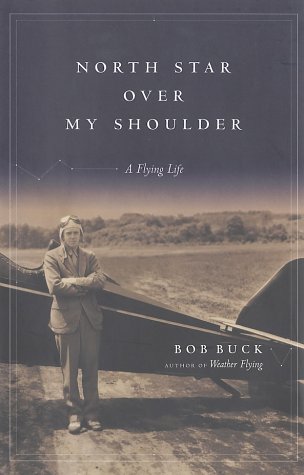 NORTH STAR
OVER
MY SHOULDER
A Flying Life
BOB BUCK
AUTHOR OF Weather Flying